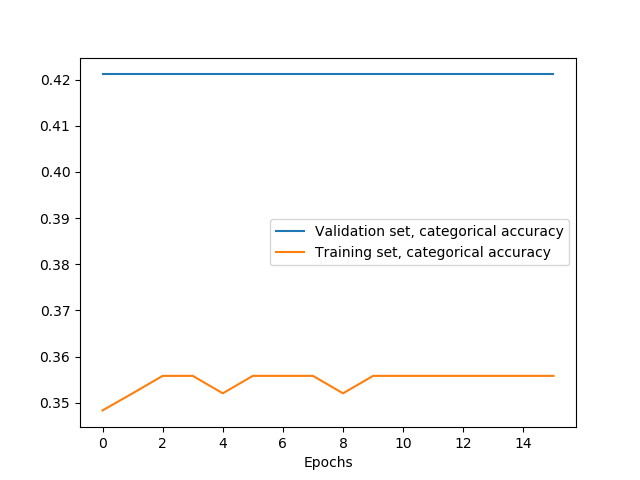 0.42
0.41
0.40
0.39
0.38
0.37
0.36
0.35
Validation set, categorical accuracy
Training set, categorical accuracy
0 2 4 6 8 10 12 14
Epochs